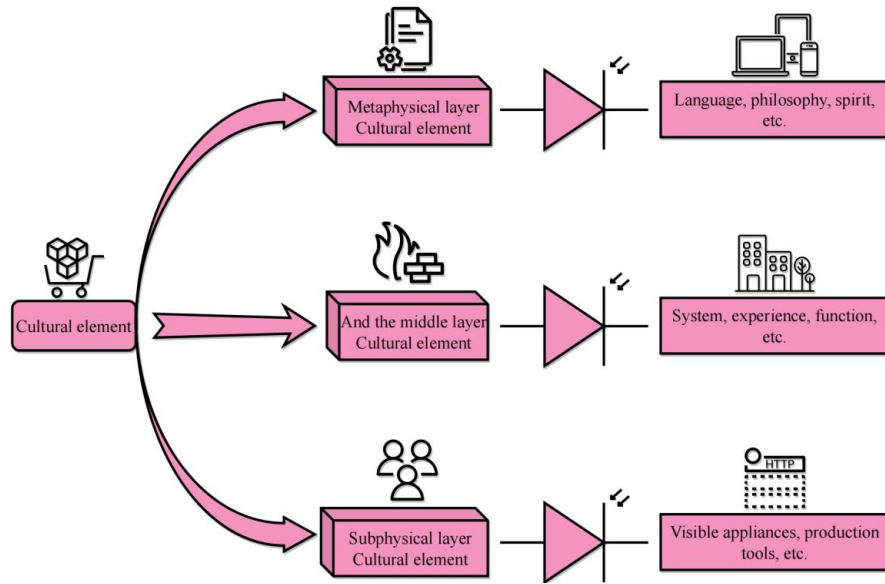 Metaphysical layer
Cultural element
Language, philosophy, spirit,
etc.
Cultural element
And the middle layer
Cultural element
System, experience, function,
etc.
HTTP
Subphysical layer
Cultural element
Visible appliances, production
tools, etc.